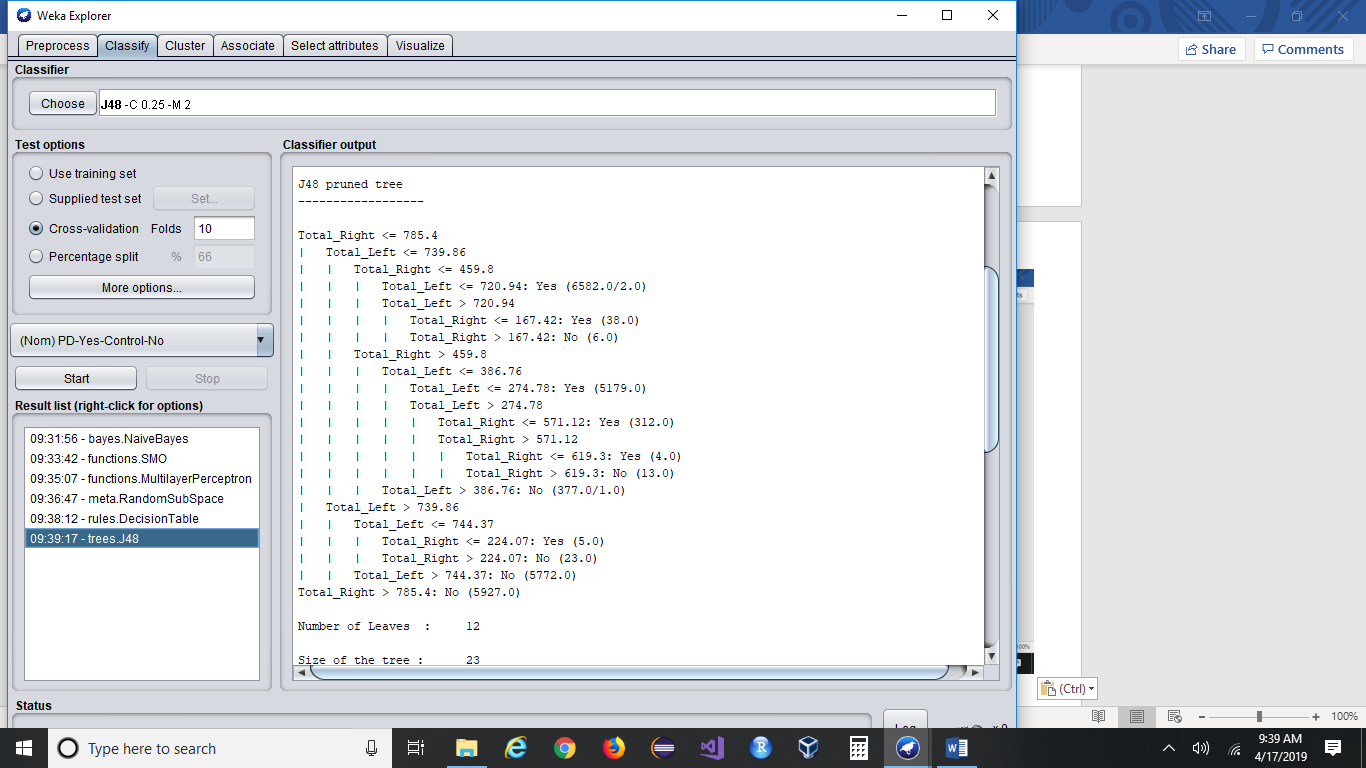 Weka Explorer
Preprocess Classify Cluster Associate Select attributes Visualize
Share Comments
Classifier
Choose J48 -C 0.25 -M 2
Test options
Use training set
Supplied test set Set...
Cross-validation Folds 10
Percentage split % 66
More options...
(Nom) PD-Yes-Control-No
Start Stop
Result list (right-click for options)
09:31:56 - bayes.NaiveBayes
09:33:42 - functions.SMO
09:35:07 - functions.MultilayerPerceptron
09:36:47 - meta.RandomSubSpace
09:38:12 - rules.DecisionTable
09:39:17 - trees.J48
Classifier output
J48 pruned tree
------------------
Total_Right <= 785.4
|   Total_Left <= 739.86
|   |   Total_Right <= 459.8
|   |   |   Total_Left <= 720.94: Yes (6582.0/2.0)
|   |   |   Total_Left > 720.94
|   |   |   |   Total_Right <= 167.42: Yes (38.0)
|   |   |   |   Total_Right > 167.42: No (6.0)
|   |   Total_Right > 459.8
|   |   |   Total_Left <= 386.76
|   |   |   |   Total_Left <= 274.78: Yes (5179.0)
|   |   |   |   Total_Left > 274.78
|   |   |   |   |   Total_Right <= 571.12: Yes (312.0)
|   |   |   |   |   Total_Right > 571.12
|   |   |   |   |   |   Total_Right <= 619.3: Yes (4.0)
|   |   |   |   |   |   Total_Right > 619.3: No (13.0)
|   |   |   Total_Left > 386.76: No (377.0/1.0)
|   Total_Left > 739.86
|   |   Total_Left <= 744.37
|   |   |   Total_Right <= 224.07: Yes (5.0)
|   |   |   Total_Right > 224.07: No (23.0)
|   |   Total_Left > 744.37: No (5772.0)
Total_Right > 785.4: No (5927.0)
Number of Leaves  :     12
Size of the tree :      23
Status
Log
(Ctrl)
100%
Type here to search
9:39 AM
4/17/2019